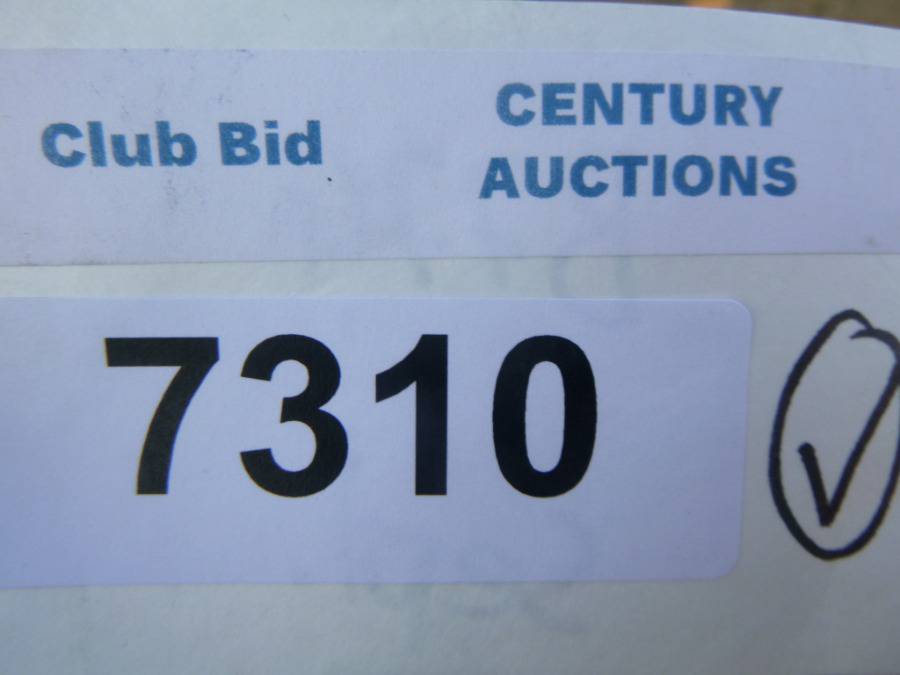 Club Bid
CENTURY
AUCTIONS
7310